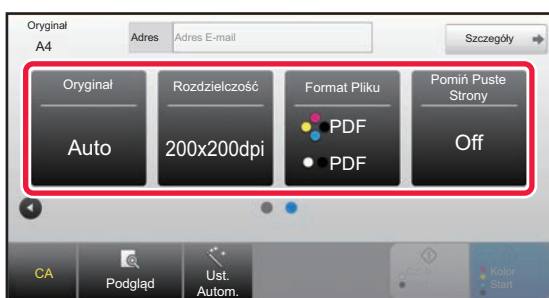 Oryginał
A4
Adres
Adres E-mail
Szczegóły
Oryginał
Auto
Rozdzielczość
200x200dpi
Format Pliku
PDF
PDF
Pomiń Puste
Strony
Off
CA
Podgląd
Ust.
Autom.
Kolor
Start